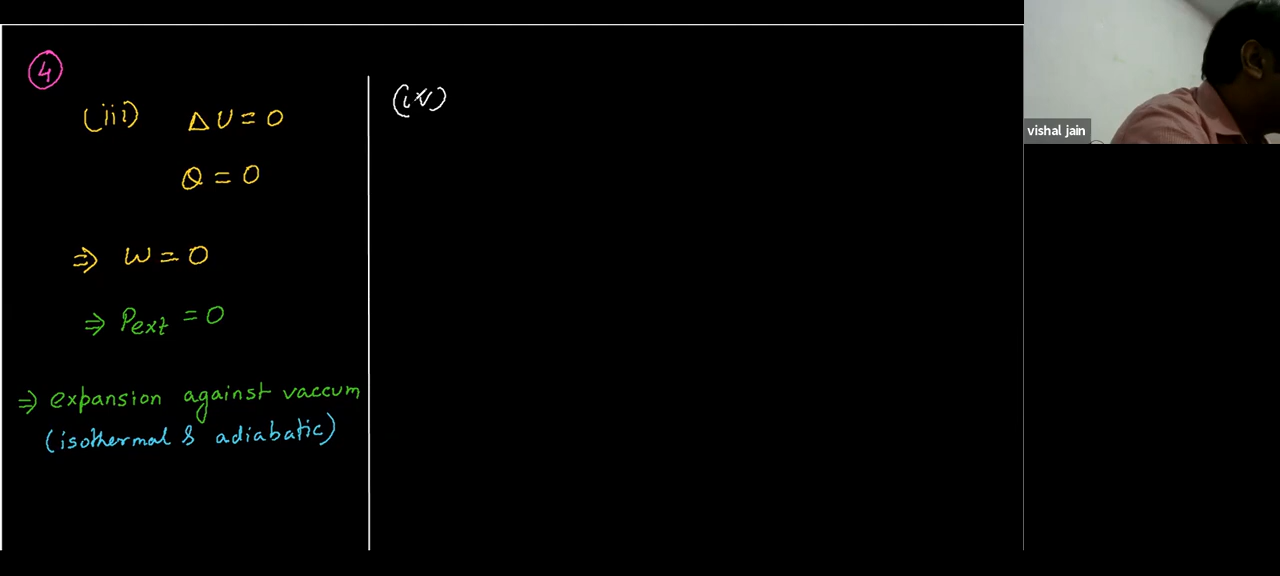 4
(iii) ΔU = 0
Q = 0
⇒ W = 0
⇒ Pext = 0
⇒ expansion against vaccum
(isothermal & adiabatic)
(iv)
vishal jain